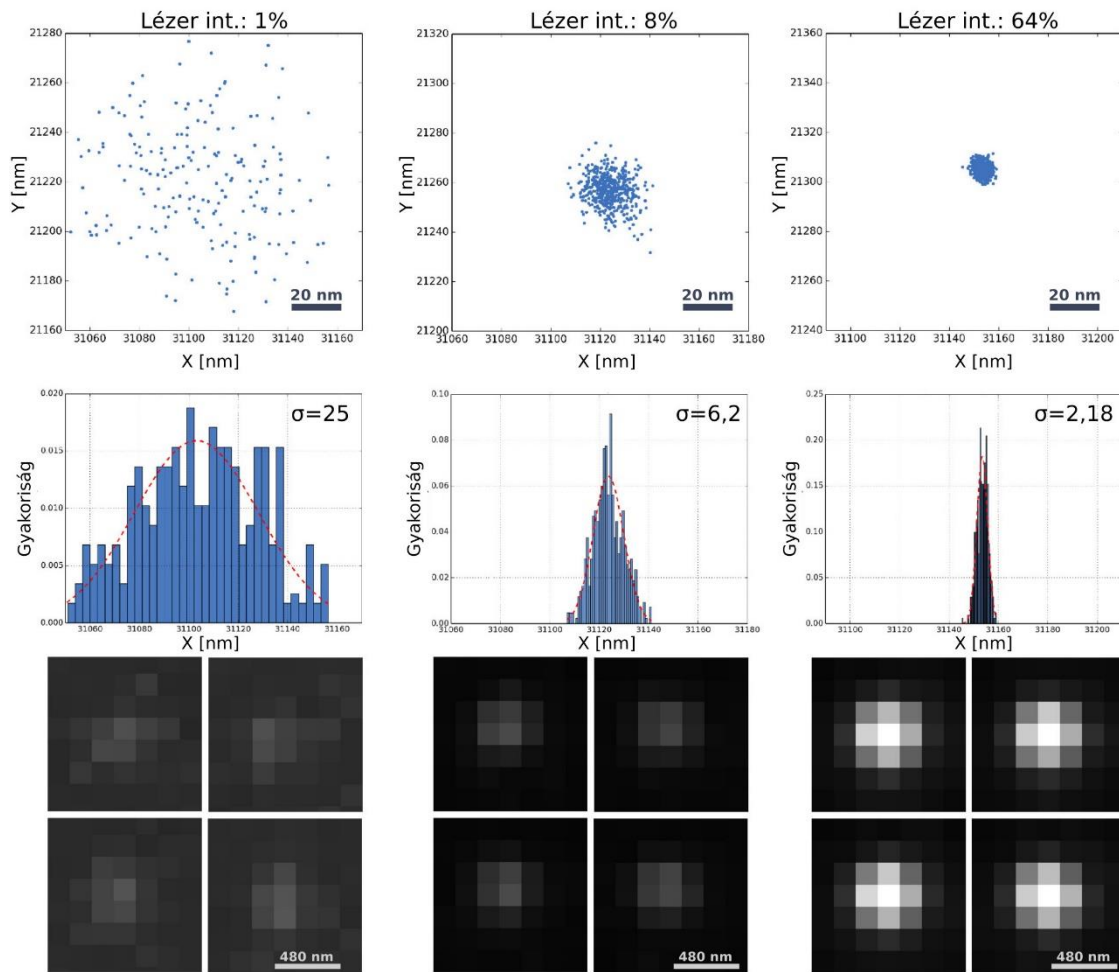 Lézer int.: 1%
Lézer int.: 8%
Lézer int.: 64%
21280
21260
21240
21220
21200
21180
21160
Y [nm]
31060 31080 31100 31120 31140 31160
X [nm]
20 nm
21320
21300
21280
21260
21240
21220
21200
Y [nm]
31060 31080 31100 31120 31140 31160 31180
X [nm]
20 nm
21360
21340
21320
21300
21280
21260
21240
Y [nm]
31100 31120 31140 31160 31180 31200
X [nm]
20 nm
σ=25
0.020
0.015
0.010
0.005
0.000
Gyakoriság
31060 31080 31100 31120 31140 31160
X [nm]
σ=6,2
0.10
0.08
0.06
0.04
0.02
0.00
Gyakoriság
31060 31080 31100 31120 31140 31160 31180
X [nm]
σ=2,18
0.25
0.20
0.15
0.10
0.05
0.00
Gyakoriság
31100 31120 31140 31160 31180 31200
X [nm]
480 nm
480 nm
480 nm